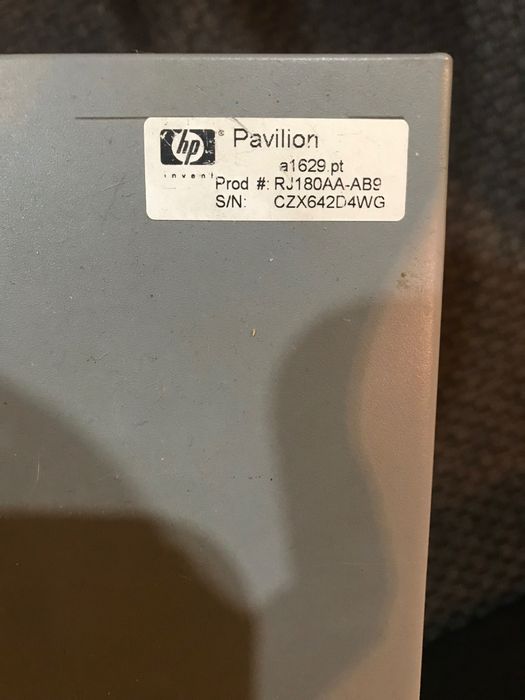 hp® Pavilion
invent
a1629.pt
Prod #: RJ180AA-AB9
S/N: CZX642D4WG